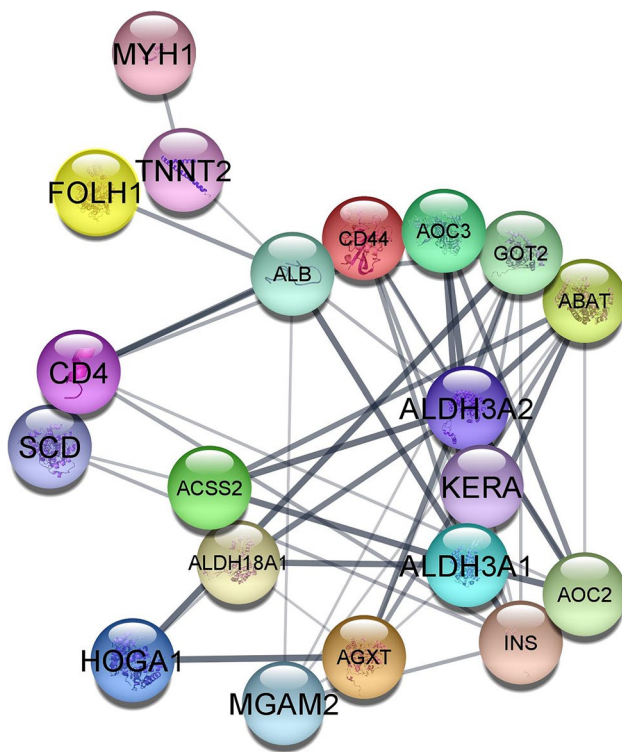 MYH1
TNNT2
FOLH1
CD44
AOC3
GOT2
ALB
ABAT
CD4
ALDH3A2
SCD
ACSS2
KERA
ALDH18A1
ALDH3A1
AOC2
HOGA1
AGXT
INS
MGAM2